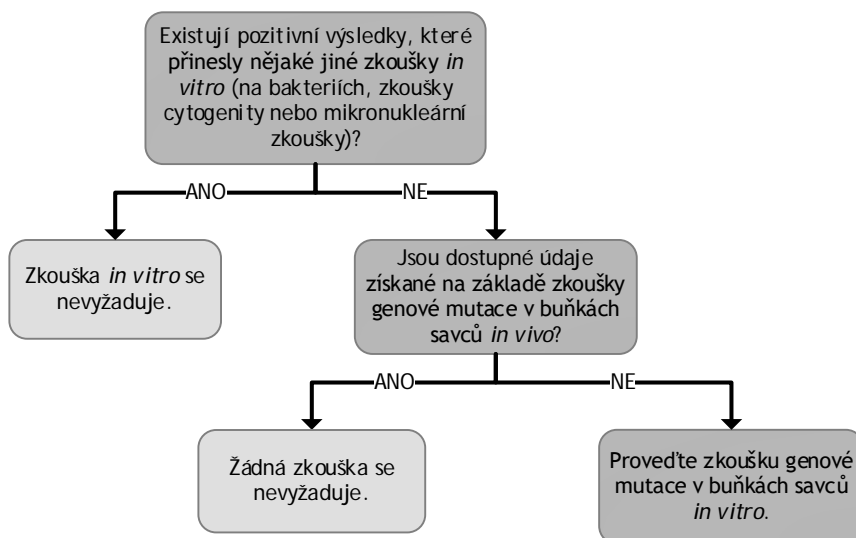 Existují pozitivní výsledky, které
přinesly nějaké jiné zkoušky in
vitro (na bakteriích, zkoušky
cytogenity nebo mikronukleární
zkoušky)?
ANO
NE
Zkouška in vitro se
nevyžaduje.
Jsou dostupné údaje
získané na základě zkoušky
genové mutace v buňkách
savců in vivo?
ANO
NE
Žádná zkouška se
nevyžaduje.
Proveďte zkoušku genové
mutace v buňkách savců
in vitro.